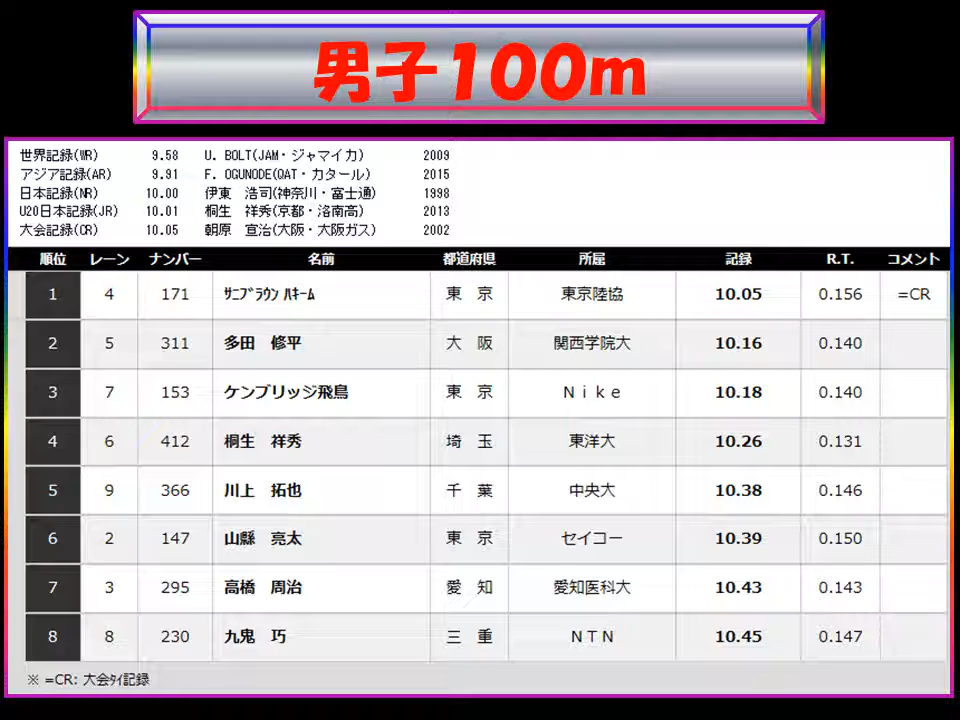 男子100m
世界記録(WR) 9.58 U. BOLT(JAM・ジャマイカ) 2009
アジア記録(AR) 9.91 F. OGUNODE(QAT・カタール) 2015
日本記録(NR) 10.00 伊東 浩司(神奈川・富士通) 1998
U20日本記録(JR) 10.01 桐生 祥秀(京都・洛南高) 2013
大会記録(CR) 10.05 朝原 宣治(大阪・大阪ガス) 2002
順位 レーン ナンバー 名前 都道府県 所属 記録 R.T. コメント
1 4 171 ｻﾆﾌﾞﾗｳﾝ ﾊｷｰﾑ 東 京 東京陸協 10.05 0.156 =CR
2 5 311 多田 修平 大 阪 関西学院大 10.16 0.140
3 7 153 ケンブリッジ飛鳥 東 京 Ｎｉｋｅ 10.18 0.140
4 6 412 桐生 祥秀 埼 玉 東洋大 10.26 0.131
5 9 366 川上 拓也 千 葉 中央大 10.38 0.146
6 2 147 山縣 亮太 東 京 セイコー 10.39 0.150
7 3 295 高橋 周治 愛 知 愛知医科大 10.43 0.143
8 8 230 九鬼 巧 三 重 ＮＴＮ 10.45 0.147
※ =CR: 大会ﾀｲ記録